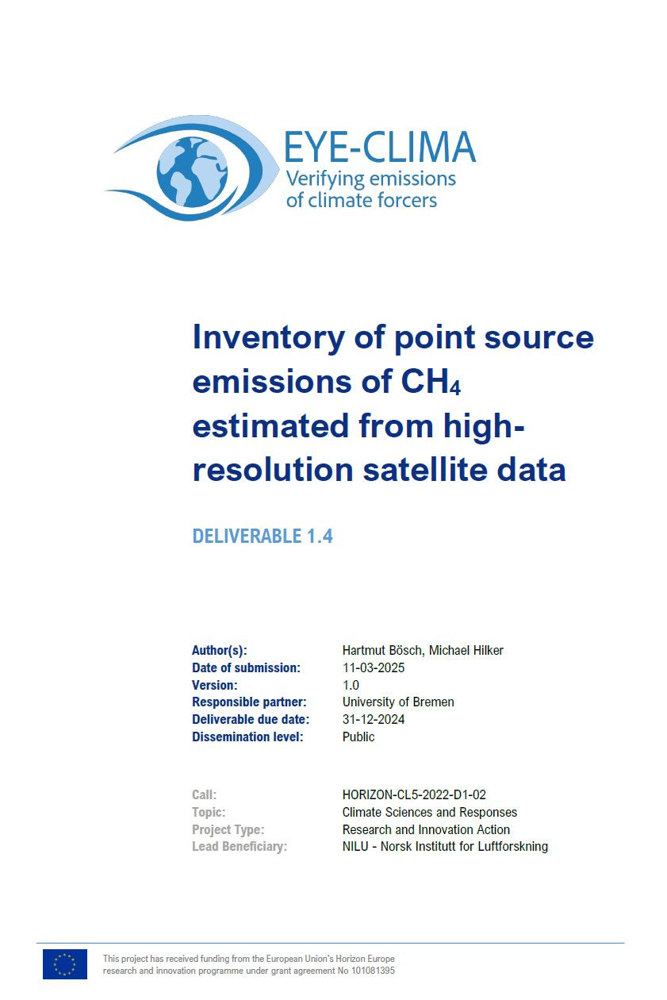 EYE-CLIMA
Verifying emissions
of climate forcers
Inventory of point source
emissions of CH4
estimated from high-
resolution satellite data
DELIVERABLE 1.4
Author(s): Hartmut Bösch, Michael Hilker
Date of submission: 11-03-2025
Version: 1.0
Responsible partner: University of Bremen
Deliverable due date: 31-12-2024
Dissemination level: Public
Call: HORIZON-CL5-2022-D1-02
Topic: Climate Sciences and Responses
Project Type: Research and Innovation Action
Lead Beneficiary: NILU - Norsk Institutt for Luftforskning
This project has received funding from the European Union's Horizon Europe
research and innovation programme under grant agreement No 101081395